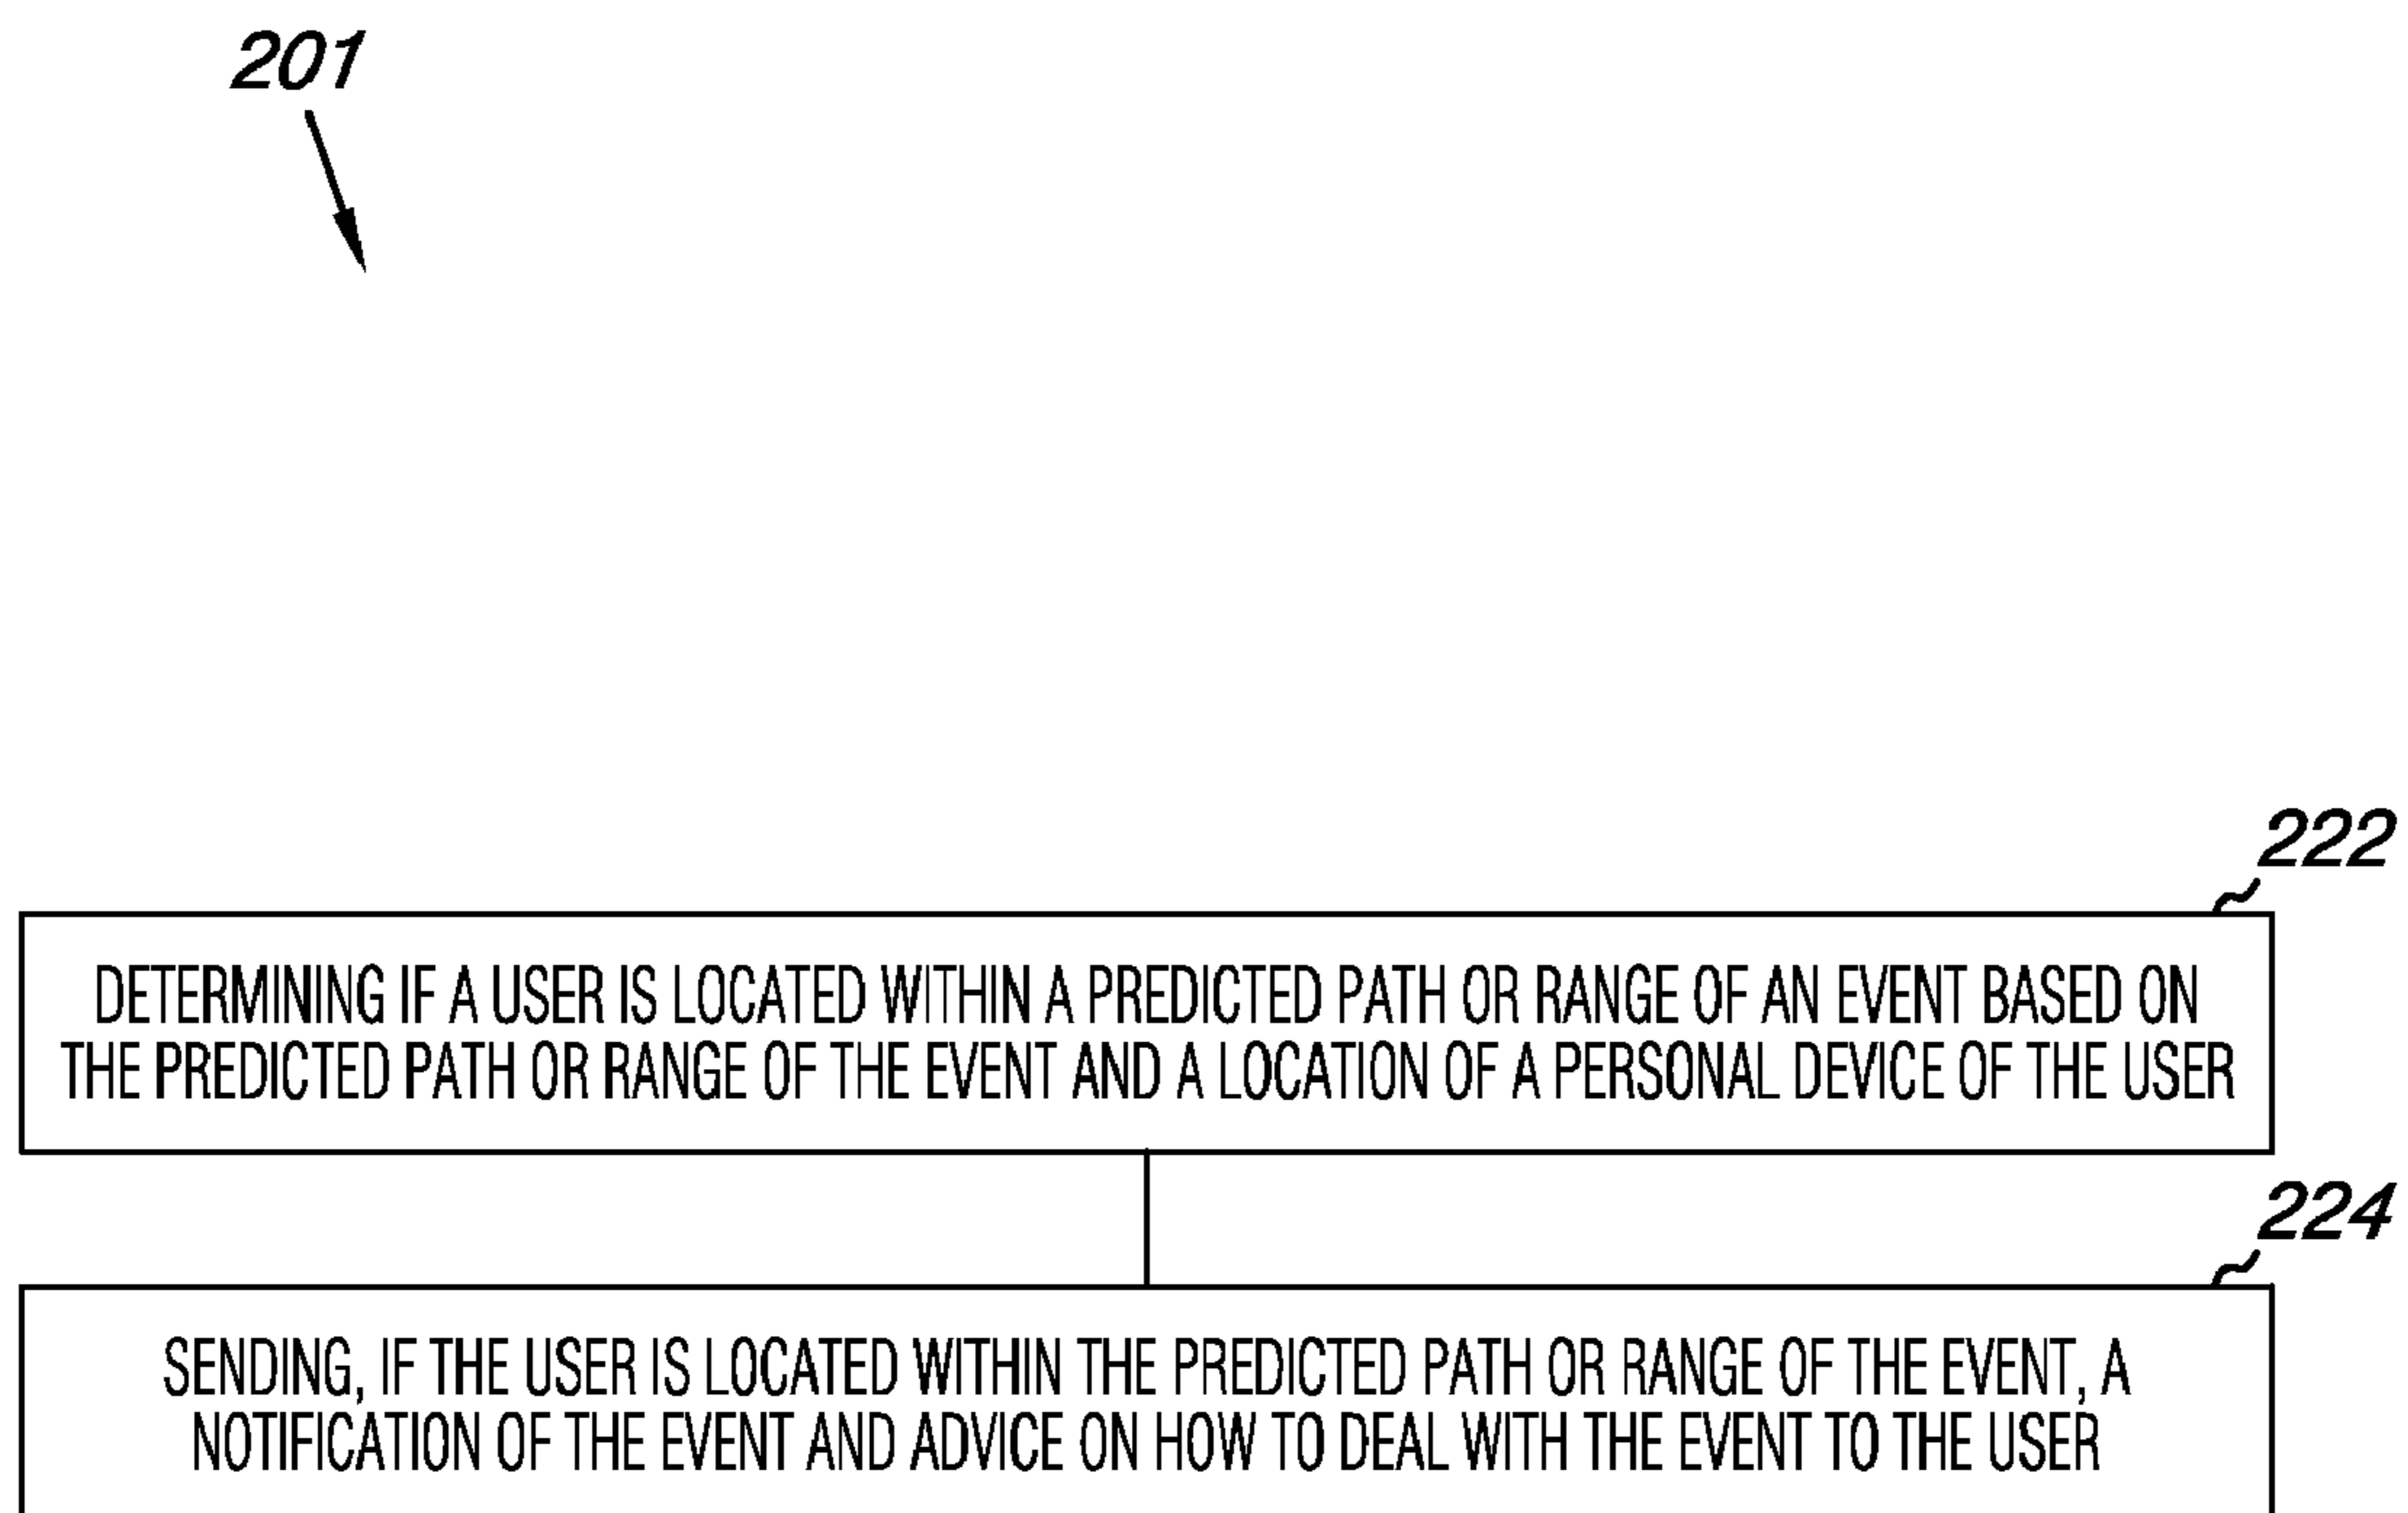 201
222
DETERMINING IF A USER IS LOCATED WITHIN A PREDICTED PATH OR RANGE OF AN EVENT BASED ON
THE PREDICTED PATH OR RANGE OF THE EVENT AND A LOCATION OF A PERSONAL DEVICE OF THE USER
224
SENDING, IF THE USER IS LOCATED WITHIN THE PREDICTED PATH OR RANGE OF THE EVENT, A
NOTIFICATION OF THE EVENT AND ADVICE ON HOW TO DEAL WITH THE EVENT TO THE USER